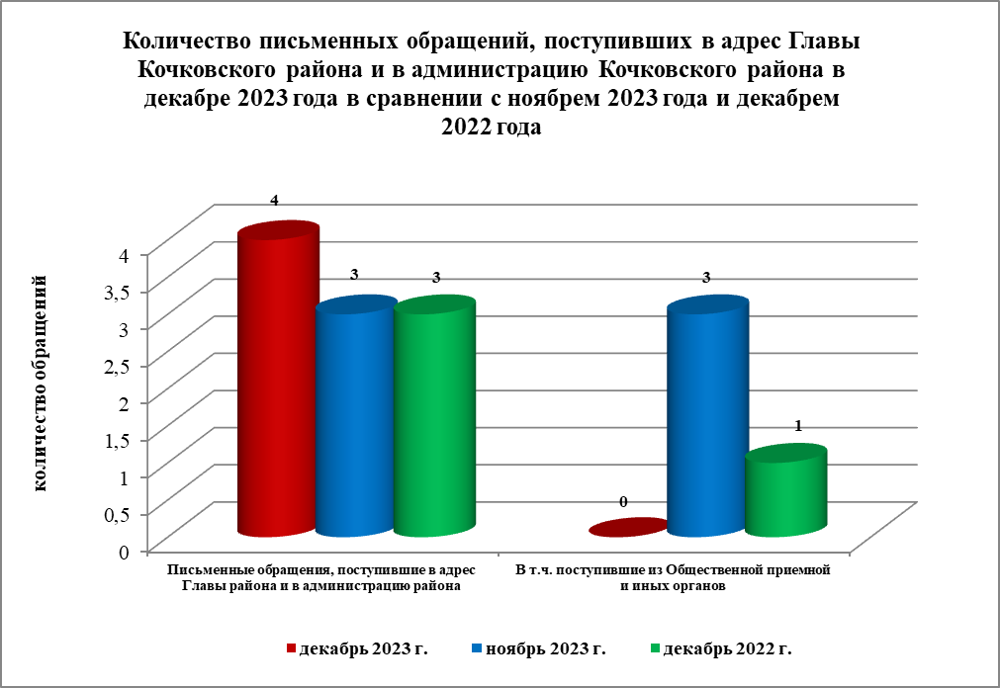 Количество письменных обращений, поступивших в адрес Главы
Кочковского района и в администрацию Кочковского района в
декабре 2023 года в сравнении с ноябрем 2023 года и декабрем
2022 года
количество обращений
4
3,5
3
2,5
2
1,5
1
0,5
0
4
3
3
0
3
1
Письменные обращения, поступившие в адрес
Главы района и в администрацию района
В т.ч. поступившие из Общественной приемной
и иных органов
декабрь 2023 г.
ноябрь 2023 г.
декабрь 2022 г.